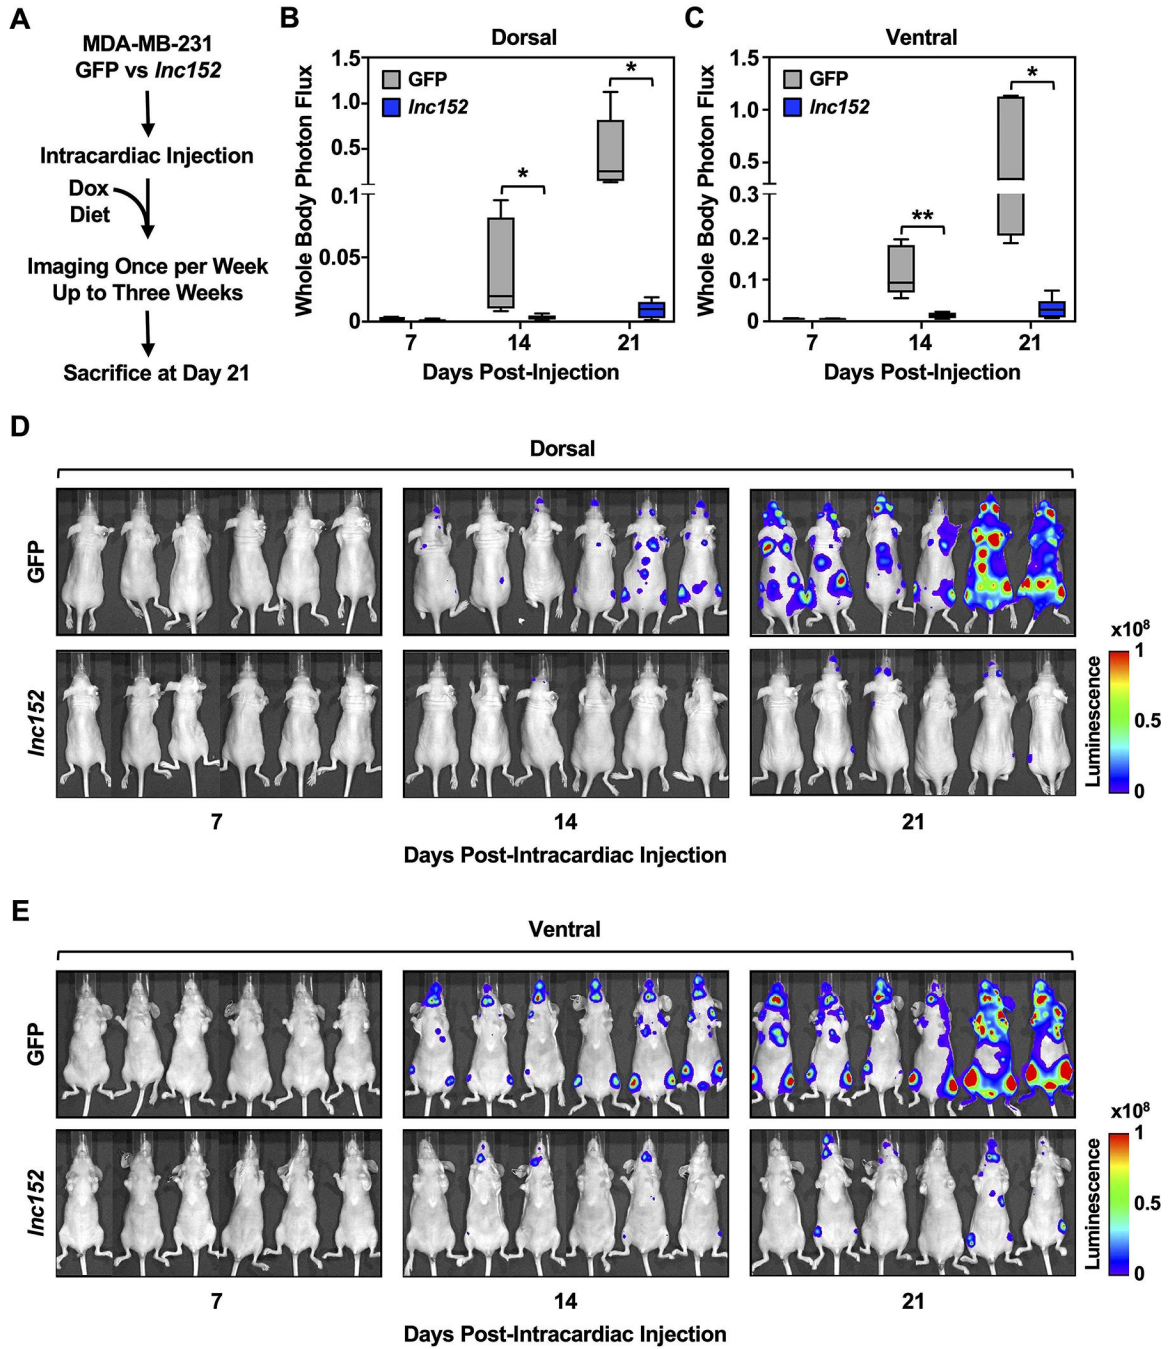 A
MDA-MB-231
GFP vs lnc152
Intracardiac Injection
Dox
Diet
Imaging Once per Week
Up to Three Weeks
Sacrifice at Day 21
B
Dorsal
Whole Body Photon Flux
1.5
1.0
0.5
0.1
0.05
0
GFP
lnc152
*
*
7
14
21
Days Post-Injection
C
Ventral
Whole Body Photon Flux
1.5
1.0
0.5
0.3
0.2
0.1
0
GFP
lnc152
**
*
7
14
21
Days Post-Injection
D
Dorsal
GFP
lnc152
7
14
21
Days Post-Intracardiac Injection
x10⁸
Luminescence
1
0.5
0
E
Ventral
GFP
lnc152
7
14
21
Days Post-Intracardiac Injection
x10⁸
Luminescence
1
0.5
0